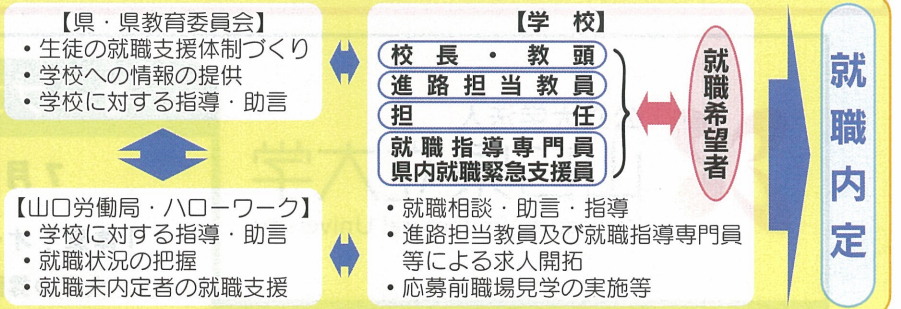 【県・県教育委員会】
• 生徒の就職支援体制づくり
• 学校への情報の提供
• 学校に対する指導・助言
【山口労働局・ハローワーク】
• 学校に対する指導・助言
• 就職状況の把握
• 就職未内定者の就職支援
【学　校】
校長・教頭
進路担当教員
担任
就職指導専門員
県内就職緊急支援員
• 就職相談・助言・指導
• 進路担当教員及び就職指導専門員
等による求人開拓
• 応募前職場見学の実施等
就職希望者
就職内定